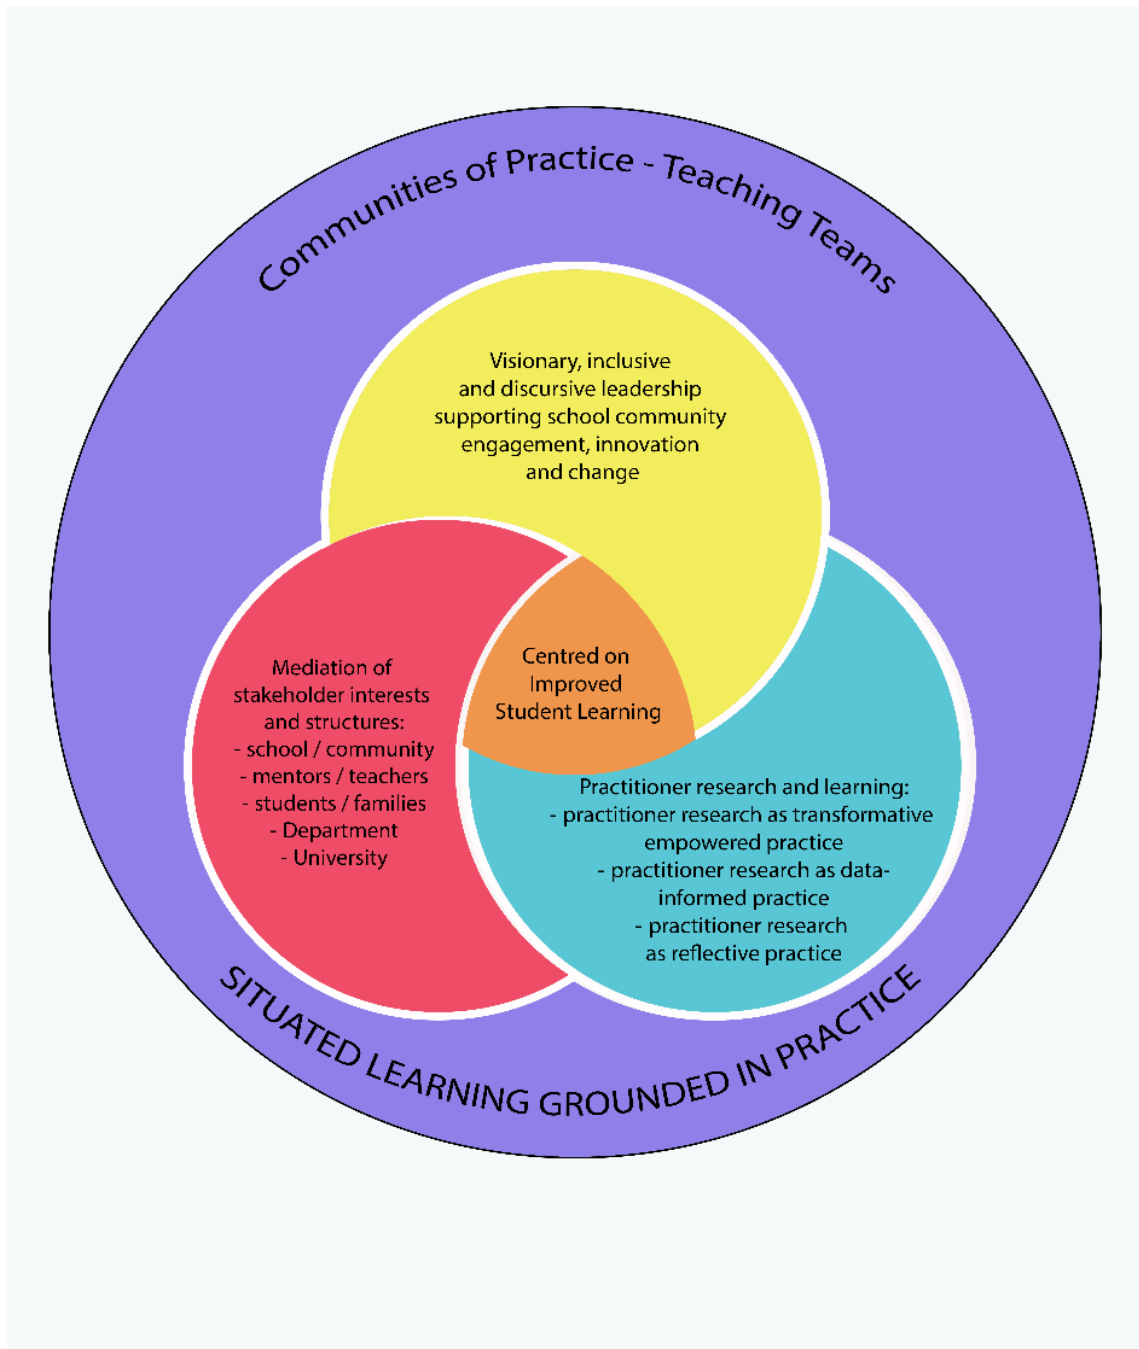 Communities of Practice - Teaching Teams
Visionary, inclusive
and discursive leadership
supporting school community
engagement, innovation
and change
Centred on
Improved
Student Learning
Mediation of
stakeholder interests
and structures:
- school / community
- mentors / teachers
- students / families
- Department
- University
Practitioner research and learning:
- practitioner research as transformative
empowered practice
- practitioner research as data-
informed practice
- practitioner research
as reflective practice
SITUATED LEARNING GROUNDED IN PRACTICE